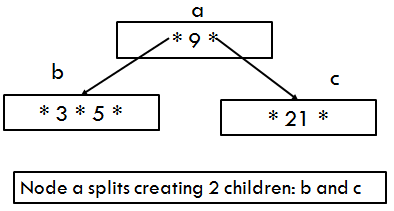 a
* 9 *
b
c
* 3 * 5 *
* 21 *
Node a splits creating 2 children: b and c